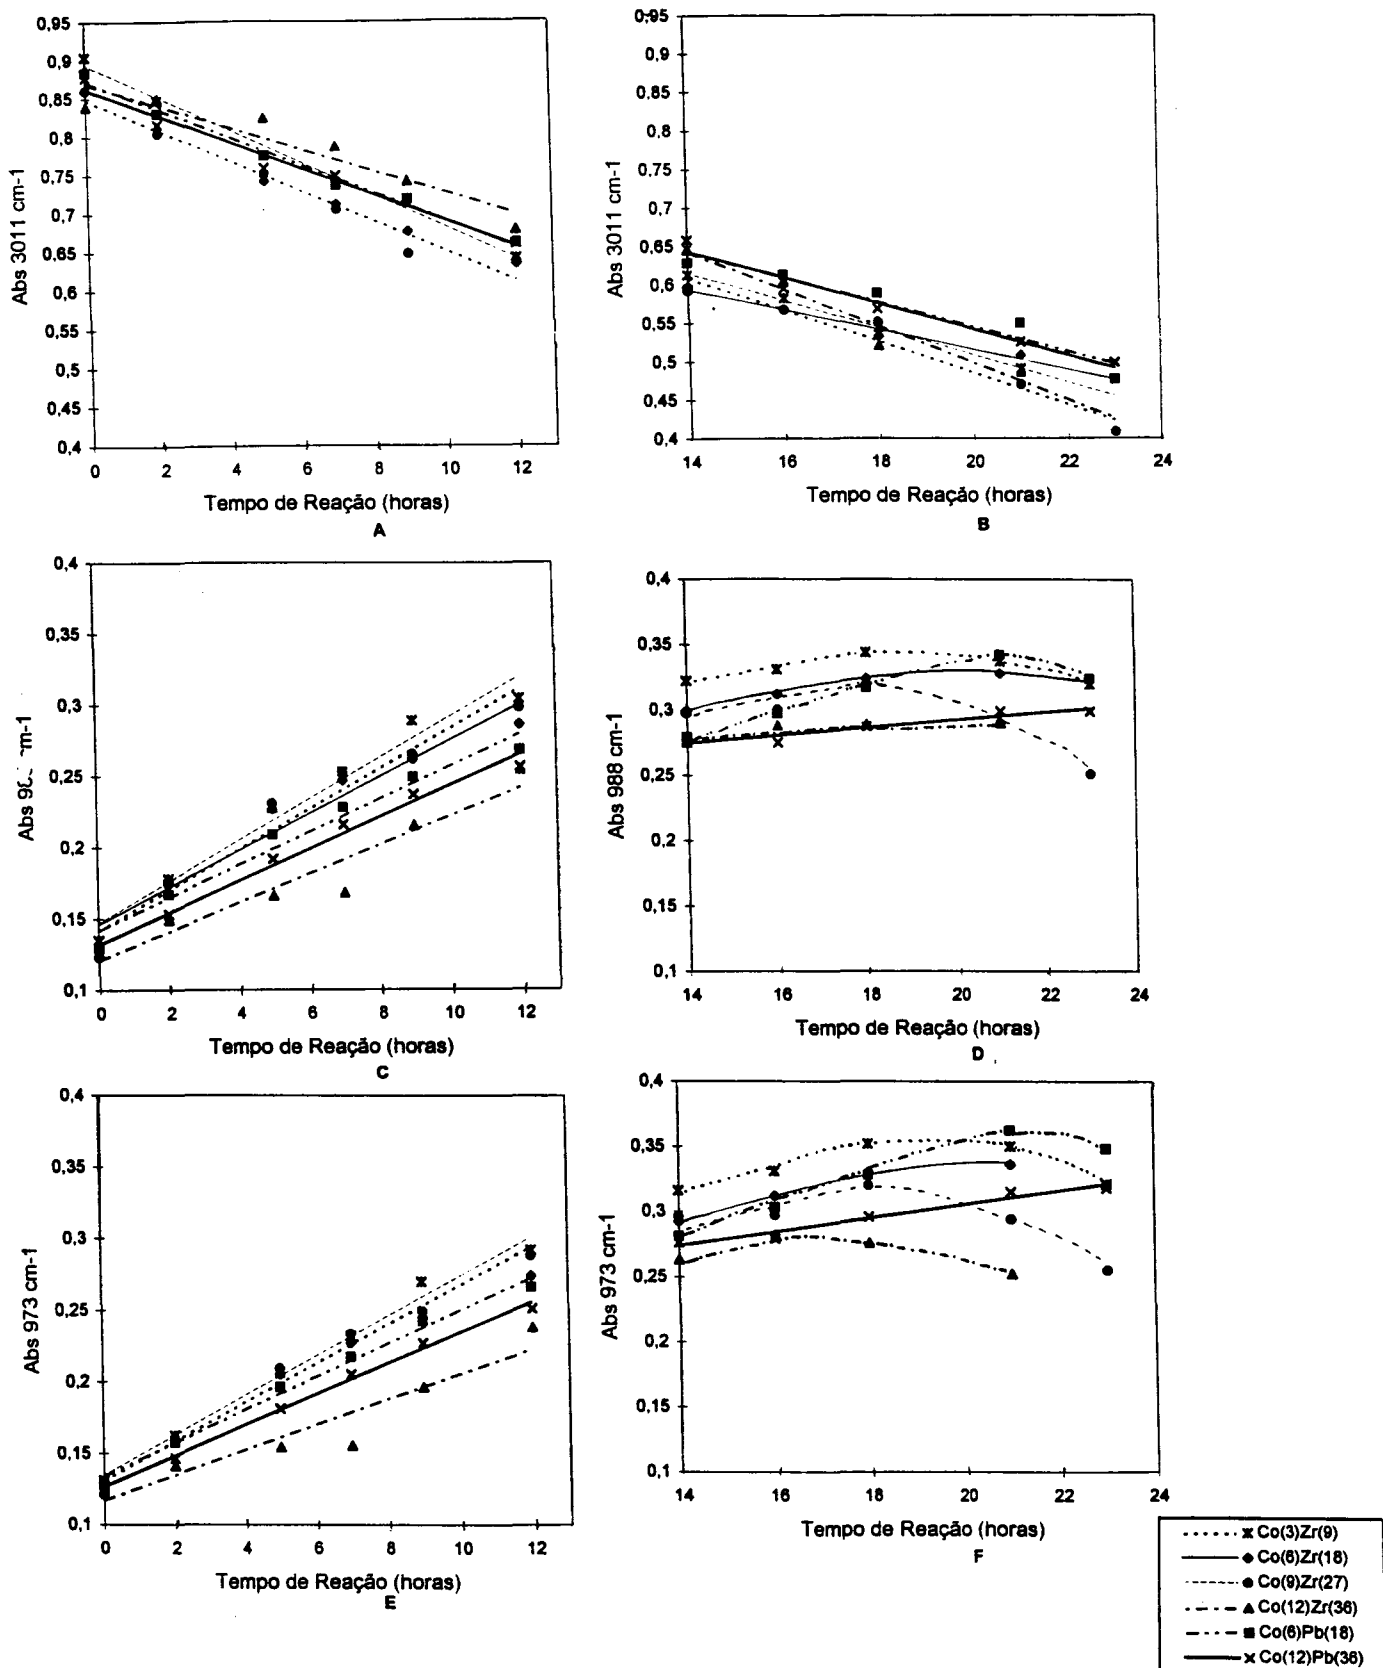 0,95
0,9
0,85
0,8
0,75
0,7
0,65
0,6
0,55
0,5
0,45
0,4
Abs 3011 cm-1
0 2 4 6 8 10 12
Tempo de Reação (horas)
A
0,95
0,9
0,85
0,8
0,75
0,7
0,65
0,6
0,55
0,5
0,45
0,4
Abs 3011 cm-1
14 16 18 20 22 24
Tempo de Reação (horas)
B
0,4
0,35
0,3
0,25
0,2
0,15
0,1
Abs
0 2 4 6 8 10 12
Tempo de Reação (horas)
C
0,4
0,35
0,3
0,25
0,2
0,15
0,1
Abs 988 cm-1
14 16 18 20 22 24
Tempo de Reação (horas)
D
0,4
0,35
0,3
0,25
0,2
0,15
0,1
Abs 973 cm-1
0 2 4 6 8 10 12
Tempo de Reação (horas)
E
0,4
0,35
0,3
0,25
0,2
0,15
0,1
Abs 973 cm-1
14 16 18 20 22 24
Tempo de Reação (horas)
F
Co(3)Zr(9)
Co(6)Zr(18)
Co(9)Zr(27)
Co(12)Zr(36)
Co(6)Pb(18)
Co(12)Pb(36)